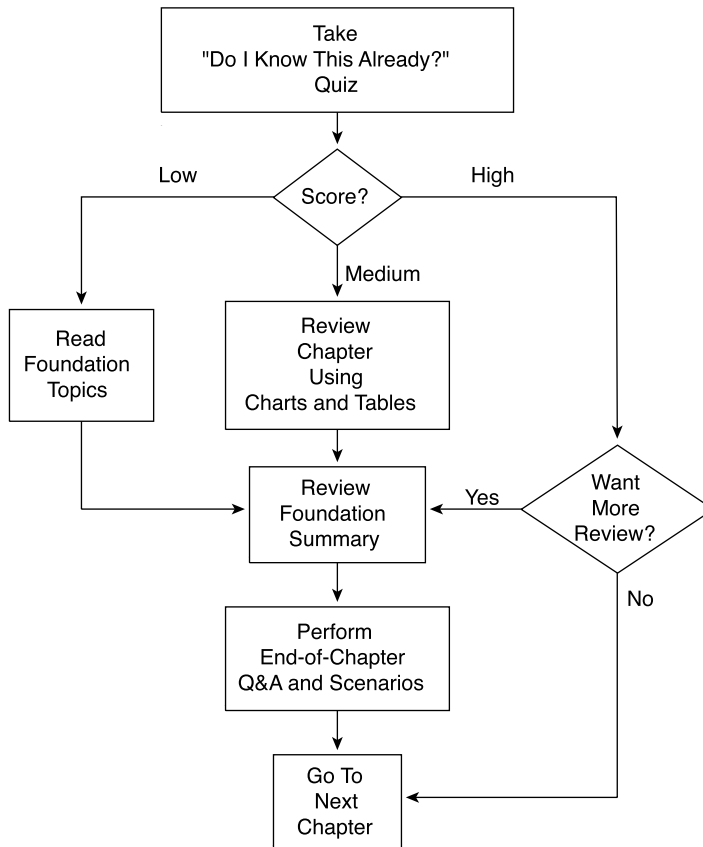 Take
"Do I Know This Already?"
Quiz
Low
Score?
High
Medium
Read
Foundation
Topics
Review
Chapter
Using
Charts and Tables
Review
Foundation
Summary
Yes
Want
More
Review?
No
Perform
End-of-Chapter
Q&A and Scenarios
Go To
Next
Chapter